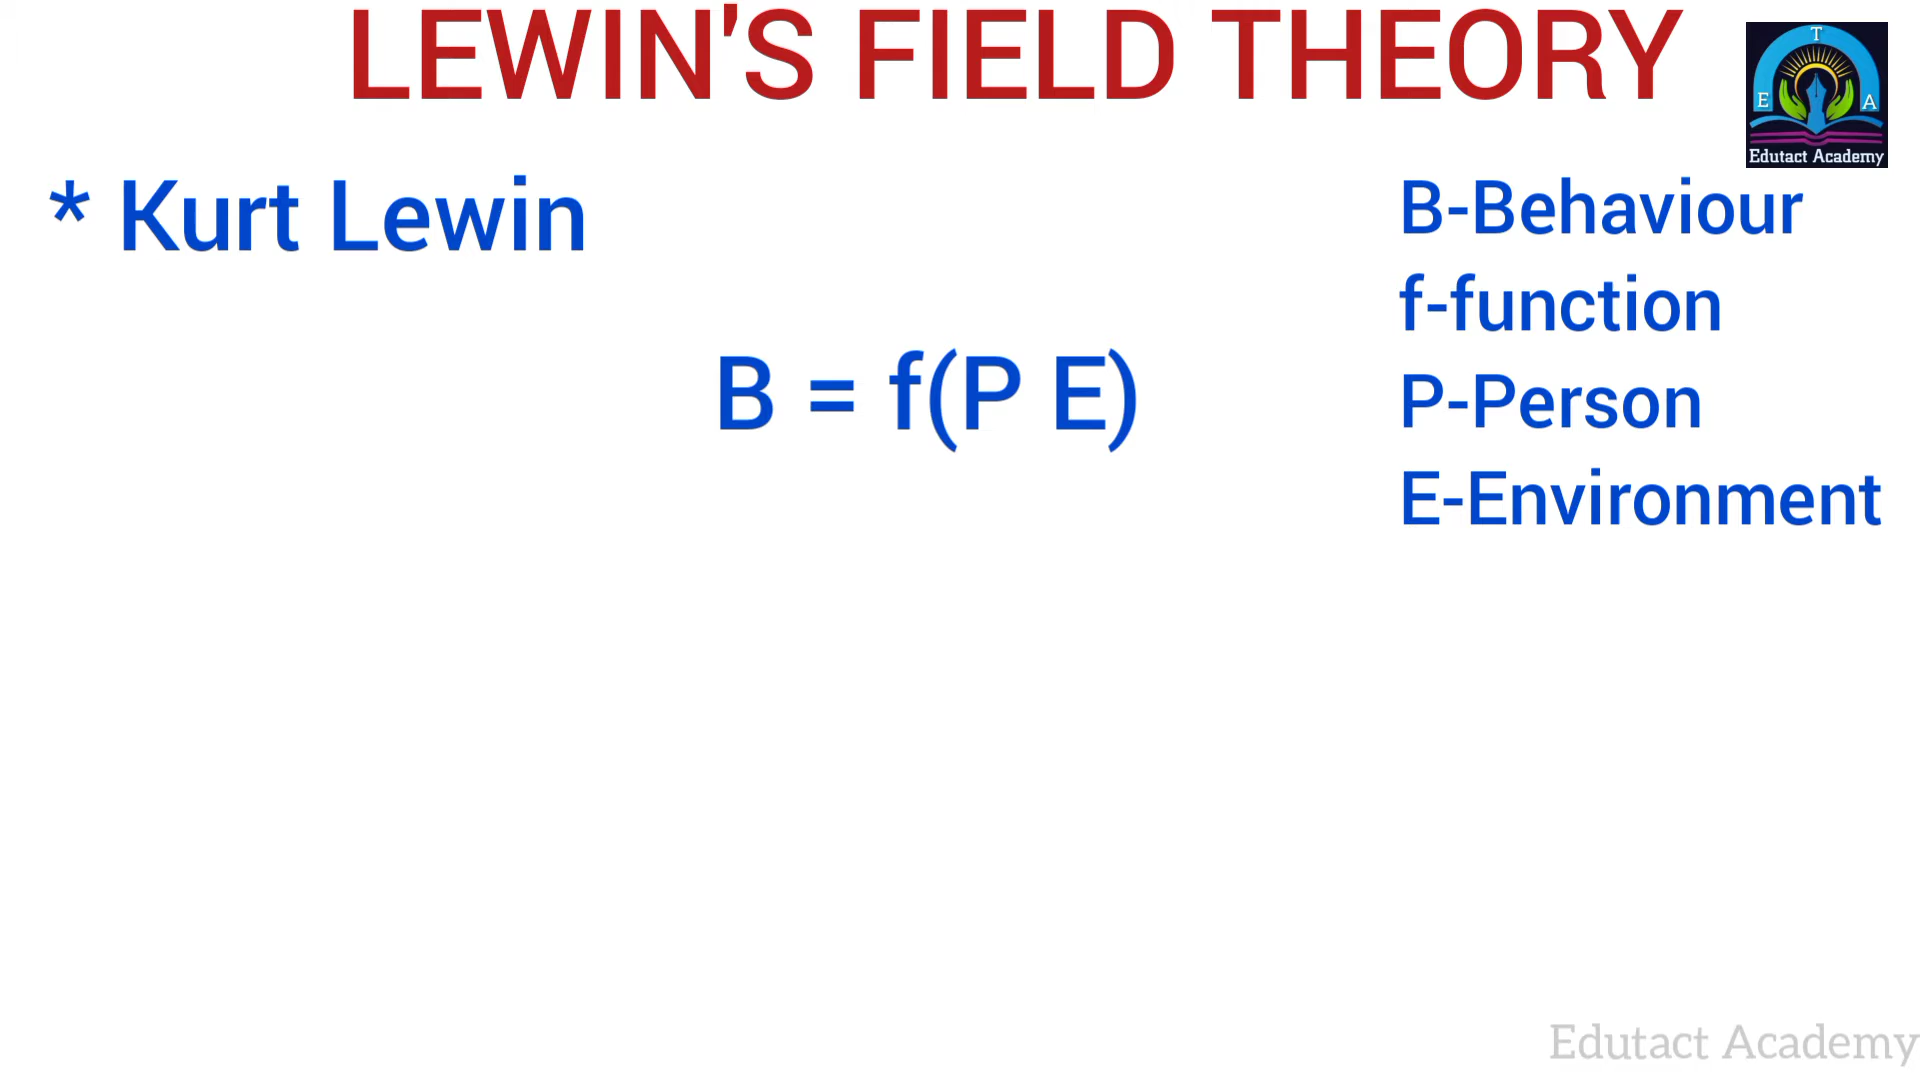 LEWIN'S FIELD THEORY
T
E A
Edutact Academy
* Kurt Lewin
B = f(P E)
B-Behaviour
f-function
P-Person
E-Environment
Edutact Academy